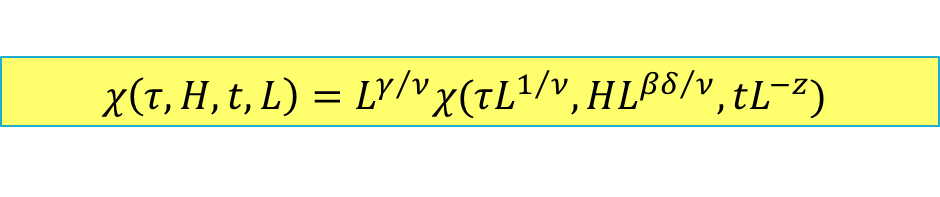 𝜒(𝜏, 𝐻, 𝑡, 𝐿) = 𝐿^{𝛾/𝜈}𝜒(𝜏𝐿^{1/𝜈}, 𝐻𝐿^{𝛽𝛿/𝜈}, 𝑡𝐿^{−𝑧})